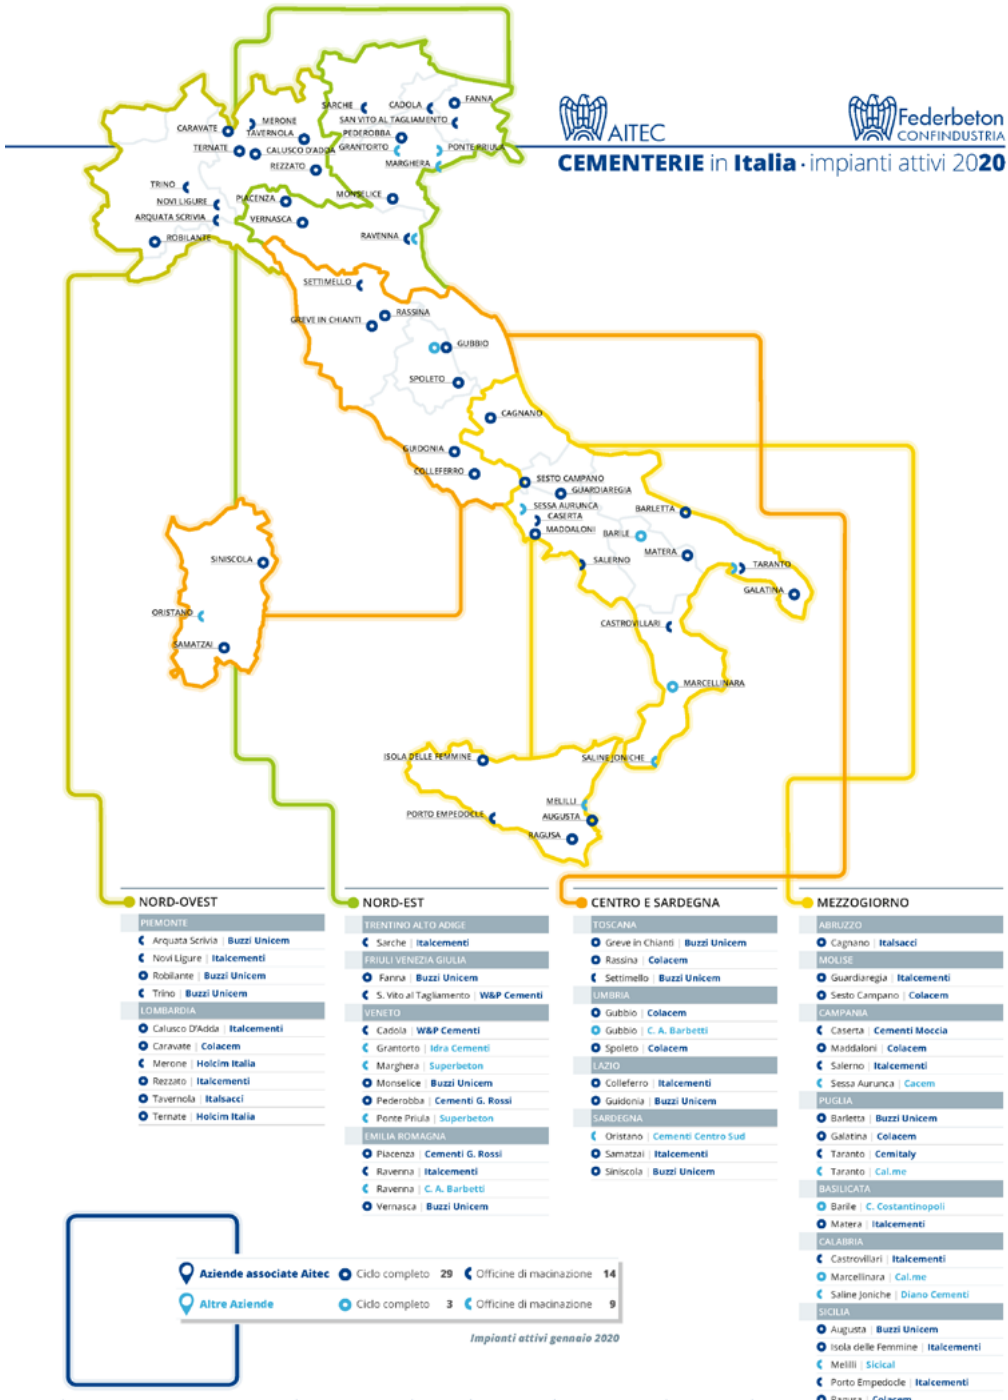 AITEC
Federbeton
CONFINDUSTRIA
CEMENTERIE in Italia · impianti attivi 2020
SARCHE
CADOLA
FANNA
MERONE
SAN VITO AL TAGLIAMENTO
CARAVATE
TAVERNOLA
PEDEROBBA
TERNATE
CALUSCO D'ADDA
GRANTORTO
PONTE PRIULA
REZZATO
MARGHERA
TRINO
MONSELICE
NOVI LIGURE
PIACENZA
ARQUATA SCRIVIA
VERNASCA
ROBILANTE
RAVENNA
SETTIMELLO
RASSINA
GREVE IN CHIANTI
GUBBIO
SPOLETO
CAGNANO
GUIDONIA
COLLEFERRO
SESTO CAMPANO
GUARDIAREGIA
SESSA AURUNCA
BARLETTA
CASERTA
MADDALONI
BARILE
MATERA
SINISCOLA
SALERNO
TARANTO
GALATINA
ORISTANO
CASTROVILLARI
SAMATZAI
MARCELLINARA
ISOLA DELLE FEMMINE
SALINE JONICHE
MELILLI
PORTO EMPEDOCLE
AUGUSTA
RAGUSA
NORD-OVEST
PIEMONTE
Arquata Scrivia | Buzzi Unicem
Novi Ligure | Italcementi
Robilante | Buzzi Unicem
Trino | Buzzi Unicem
LOMBARDIA
Calusco D'Adda | Italcementi
Caravate | Colacem
Merone | Holcim Italia
Rezzato | Italcementi
Tavernola | Italsacci
Ternate | Holcim Italia
NORD-EST
TRENTINO ALTO ADIGE
Sarche | Italcementi
FRIULI VENEZIA GIULIA
Fanna | Buzzi Unicem
S. Vito al Tagliamento | W&P Cementi
VENETO
Cadola | W&P Cementi
Grantorto | Idra Cementi
Marghera | Superbeton
Monselice | Buzzi Unicem
Pederobba | Cementi G. Rossi
Ponte Priula | Superbeton
EMILIA ROMAGNA
Piacenza | Cementi G. Rossi
Ravenna | Italcementi
Ravenna | C. A. Barbetti
Vernasca | Buzzi Unicem
CENTRO E SARDEGNA
TOSCANA
Greve in Chianti | Buzzi Unicem
Rassina | Colacem
Settimello | Buzzi Unicem
UMBRIA
Gubbio | Colacem
Gubbio | C. A. Barbetti
Spoleto | Colacem
LAZIO
Colleferro | Italcementi
Guidonia | Buzzi Unicem
SARDEGNA
Oristano | Cementi Centro Sud
Samatzai | Italcementi
Siniscola | Buzzi Unicem
MEZZOGIORNO
ABRUZZO
Cagnano | Italsacci
MOLISE
Guardiaregia | Italcementi
Sesto Campano | Colacem
CAMPANIA
Caserta | Cementi Moccia
Maddaloni | Colacem
Salerno | Italcementi
Sessa Aurunca | Cacem
PUGLIA
Barletta | Buzzi Unicem
Galatina | Colacem
Taranto | Cemitaly
Taranto | Cal.me
BASILICATA
Barile | C. Costantinopoli
Matera | Italcementi
CALABRIA
Castrovillari | Italcementi
Marcellinara | Cal.me
Saline Joniche | Diano Cementi
SICILIA
Augusta | Buzzi Unicem
Isola delle Femmine | Italcementi
Melilli | Sicical
Porto Empedocle | Italcementi
Ragusa | Colacem
Aziende associate Aitec Ciclo completo 29 Officine di macinazione 14
Altre Aziende Ciclo completo 3 Officine di macinazione 9
Impianti attivi gennaio 2020